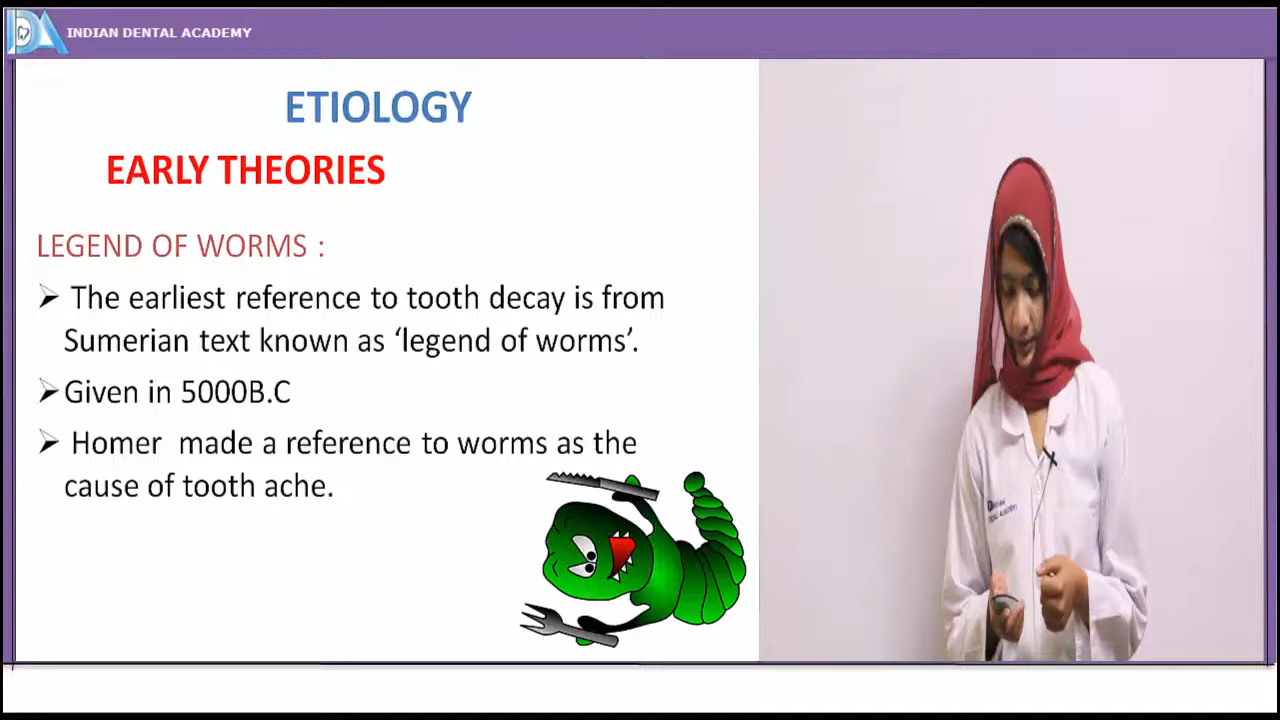 INDIAN DENTAL ACADEMY
ETIOLOGY
EARLY THEORIES
LEGEND OF WORMS :
➢ The earliest reference to tooth decay is from
Sumerian text known as ‘legend of worms’.
➢ Given in 5000B.C
➢ Homer made a reference to worms as the
cause of tooth ache.